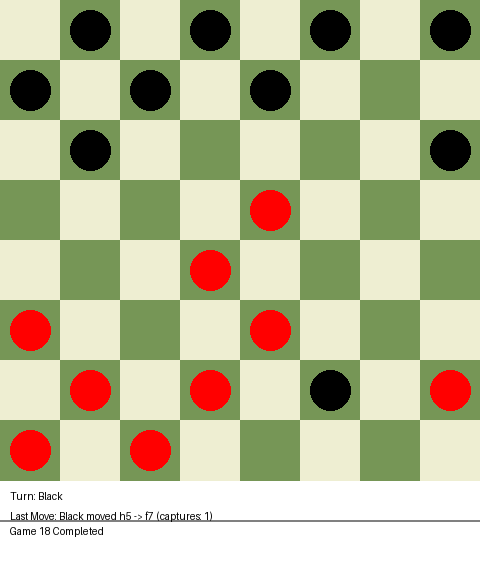 Turn: Black
Last Move: Black moved h5 -> f7 (captures: 1)
Game 18 Completed